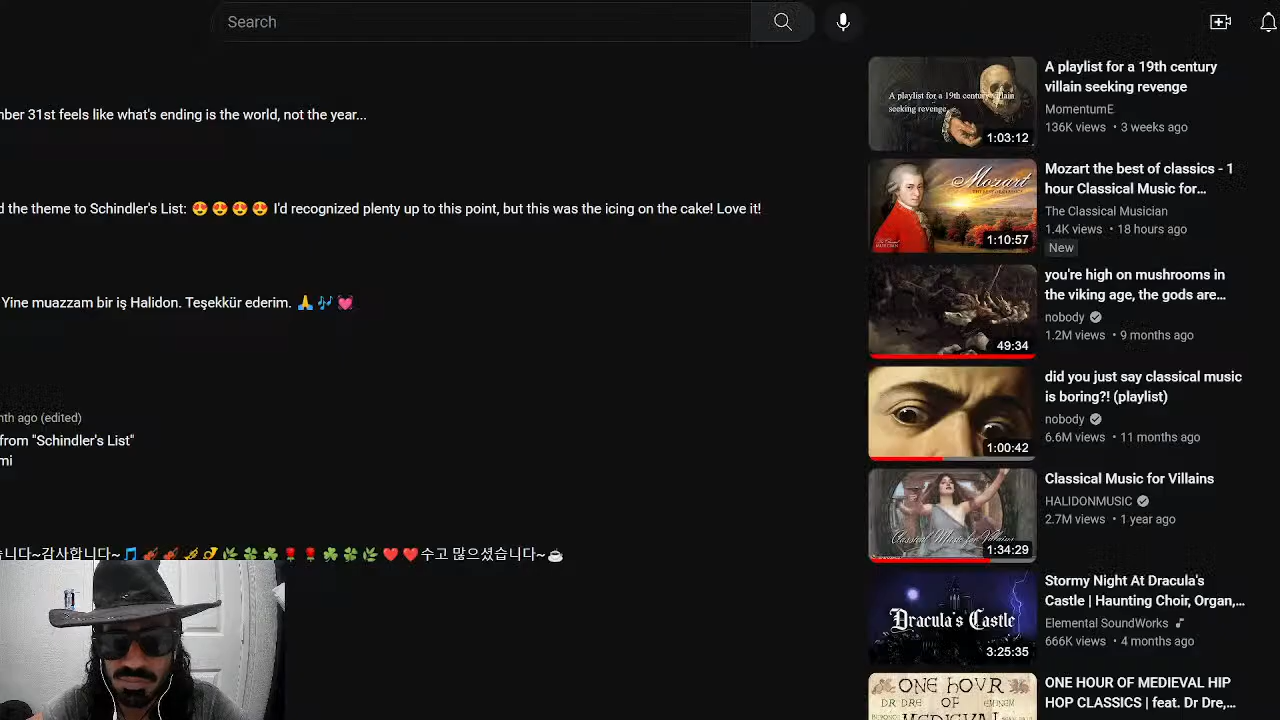 Search
ber 31st feels like what's ending is the world, not the year...
d the theme to Schindler's List: 😍 😍 😍 😍 I'd recognized plenty up to this point, but this was the icing on the cake! Love it!
Yine muazzam bir iş Halidon. Teşekkür ederim. 🙏 🎶 💓
nth ago (edited)
from "Schindler's List"
mi
습니다~감사합니다~🎵 🎻 🎻 🎺 🎷 🌿 🍀 ☘️ 🌹 🌹 ☘️ 🍀 🌿 ❤️ ❤️수고 많으셨습니다~☕
A playlist for a 19th century villain
seeking revenge
1:03:12
A playlist for a 19th century
villain seeking revenge
MomentumE
136K views • 3 weeks ago
Mozart
1:10:57
Mozart the best of classics - 1
hour Classical Music for...
The Classical Musician
1.4K views • 18 hours ago
New
49:34
you're high on mushrooms in
the viking age, the gods are...
nobody
1.2M views • 9 months ago
1:00:42
did you just say classical music
is boring?! (playlist)
nobody
6.6M views • 11 months ago
Classical Music for Villains
1:34:29
Classical Music for Villains
HALIDONMUSIC
2.7M views • 1 year ago
Dracula's Castle
3:25:35
Stormy Night At Dracula's
Castle | Haunting Choir, Organ,...
Elemental SoundWorks
666K views • 4 months ago
ONE HOUR
DR DRE OF EMINEM
MEDIEVAL
ONE HOUR OF MEDIEVAL HIP
HOP CLASSICS | feat. Dr Dre,...